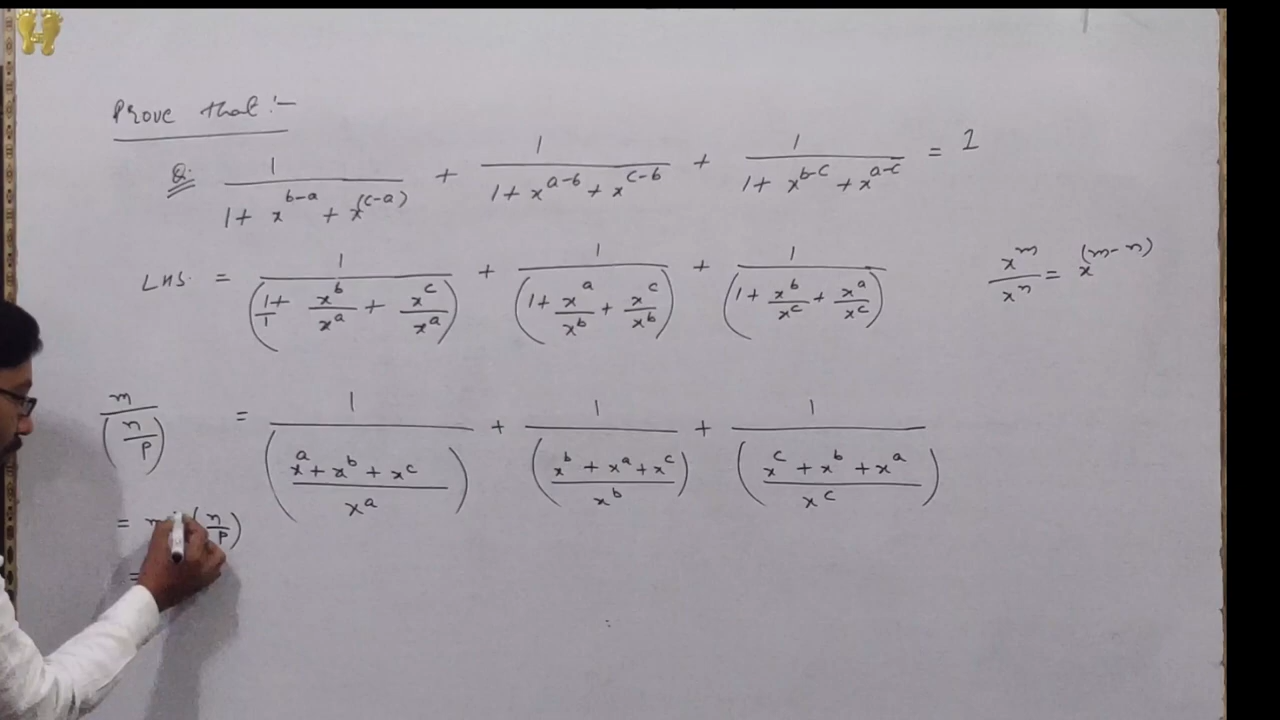 Prove that :-
Q. 1/(1 + x^(b-a) + x^(c-a)) + 1/(1 + x^(a-b) + x^(c-b)) + 1/(1 + x^(b-c) + x^(a-c)) = 1
LHS. = 1/(1/1 + x^b/x^a + x^c/x^a) + 1/(1 + x^a/x^b + x^c/x^b) + 1/(1 + x^b/x^c + x^a/x^c)
x^m/x^n = x^(m-n)
m/(n/p)
= 1/((x^a + x^b + x^c)/x^a) + 1/((x^b + x^a + x^c)/x^b) + 1/((x^c + x^b + x^a)/x^c)
= m (n/p)
=